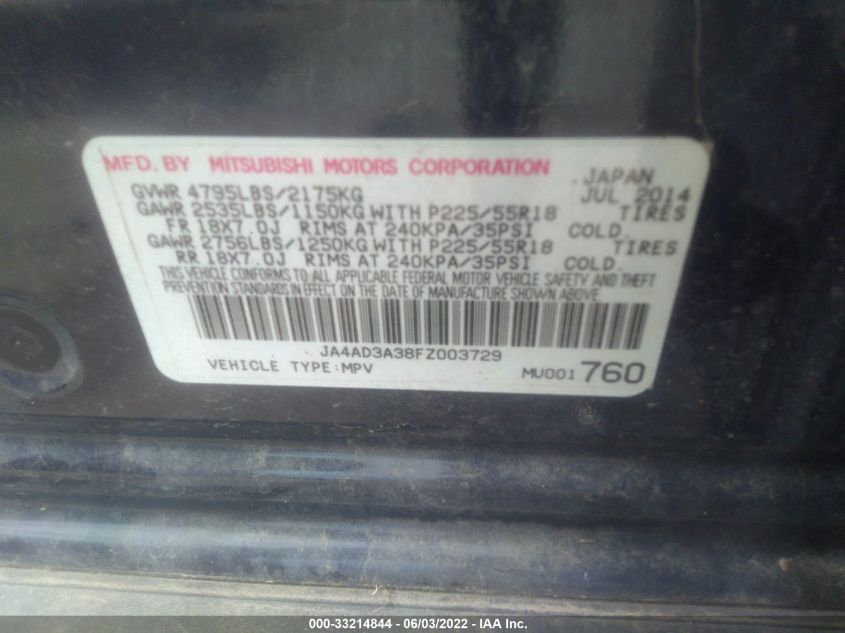 MFD. BY MITSUBISHI MOTORS CORPORATION JAPAN
GVWR 4795LBS/2175KG JUL 2014
GAWR 2535LBS/1150KG WITH P225/55R18 TIRES
FR 18X7.0J RIMS AT 240KPA/35PSI COLD.
GAWR 2756LBS/1250KG WITH P225/55R18 TIRES
RR 18X7.0J RIMS AT 240KPA/35PSI COLD.
THIS VEHICLE CONFORMS TO ALL APPLICABLE FEDERAL MOTOR VEHICLE SAFETY AND THEFT
PREVENTION STANDARDS IN EFFECT ON THE DATE OF MANUFACTURE SHOWN ABOVE
JA4AD3A38FZ003729
VEHICLE TYPE:MPV MU001760
000-33214844 - 06/03/2022 - IAA Inc.